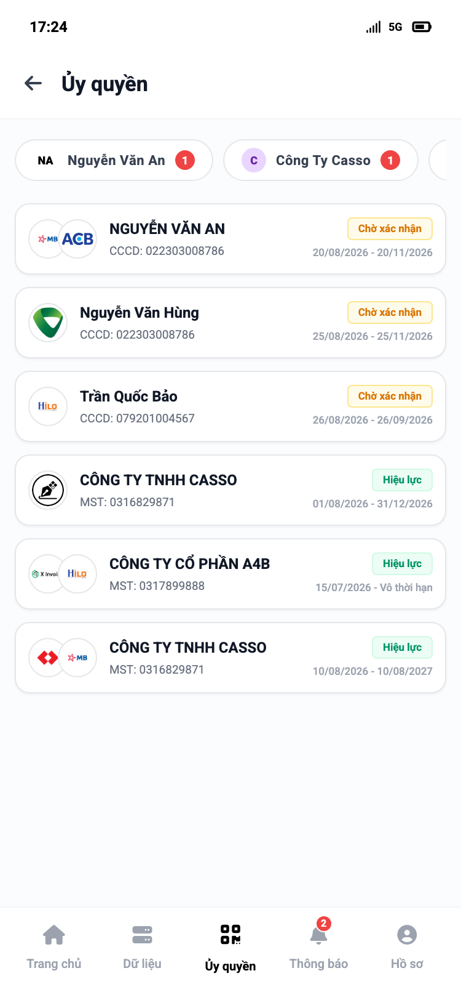 17:24
5G
Ủy quyền
NA Nguyễn Văn An 1
C Công Ty Casso 1
MB ACB
NGUYỄN VĂN AN
Chờ xác nhận
CCCD: 022303008786
20/08/2026 - 20/11/2026
Nguyễn Văn Hùng
Chờ xác nhận
CCCD: 022303008786
25/08/2026 - 25/11/2026
HiLO
Trần Quốc Bảo
Chờ xác nhận
CCCD: 079201004567
26/08/2026 - 26/09/2026
CÔNG TY TNHH CASSO
Hiệu lực
MST: 0316829871
01/08/2026 - 31/12/2026
X Invoi HiLO
CÔNG TY CỔ PHẦN A4B
Hiệu lực
MST: 0317899888
15/07/2026 - Vô thời hạn
MB
CÔNG TY TNHH CASSO
Hiệu lực
MST: 0316829871
10/08/2026 - 10/08/2027
2
Trang chủ
Dữ liệu
Ủy quyền
Thông báo
Hồ sơ